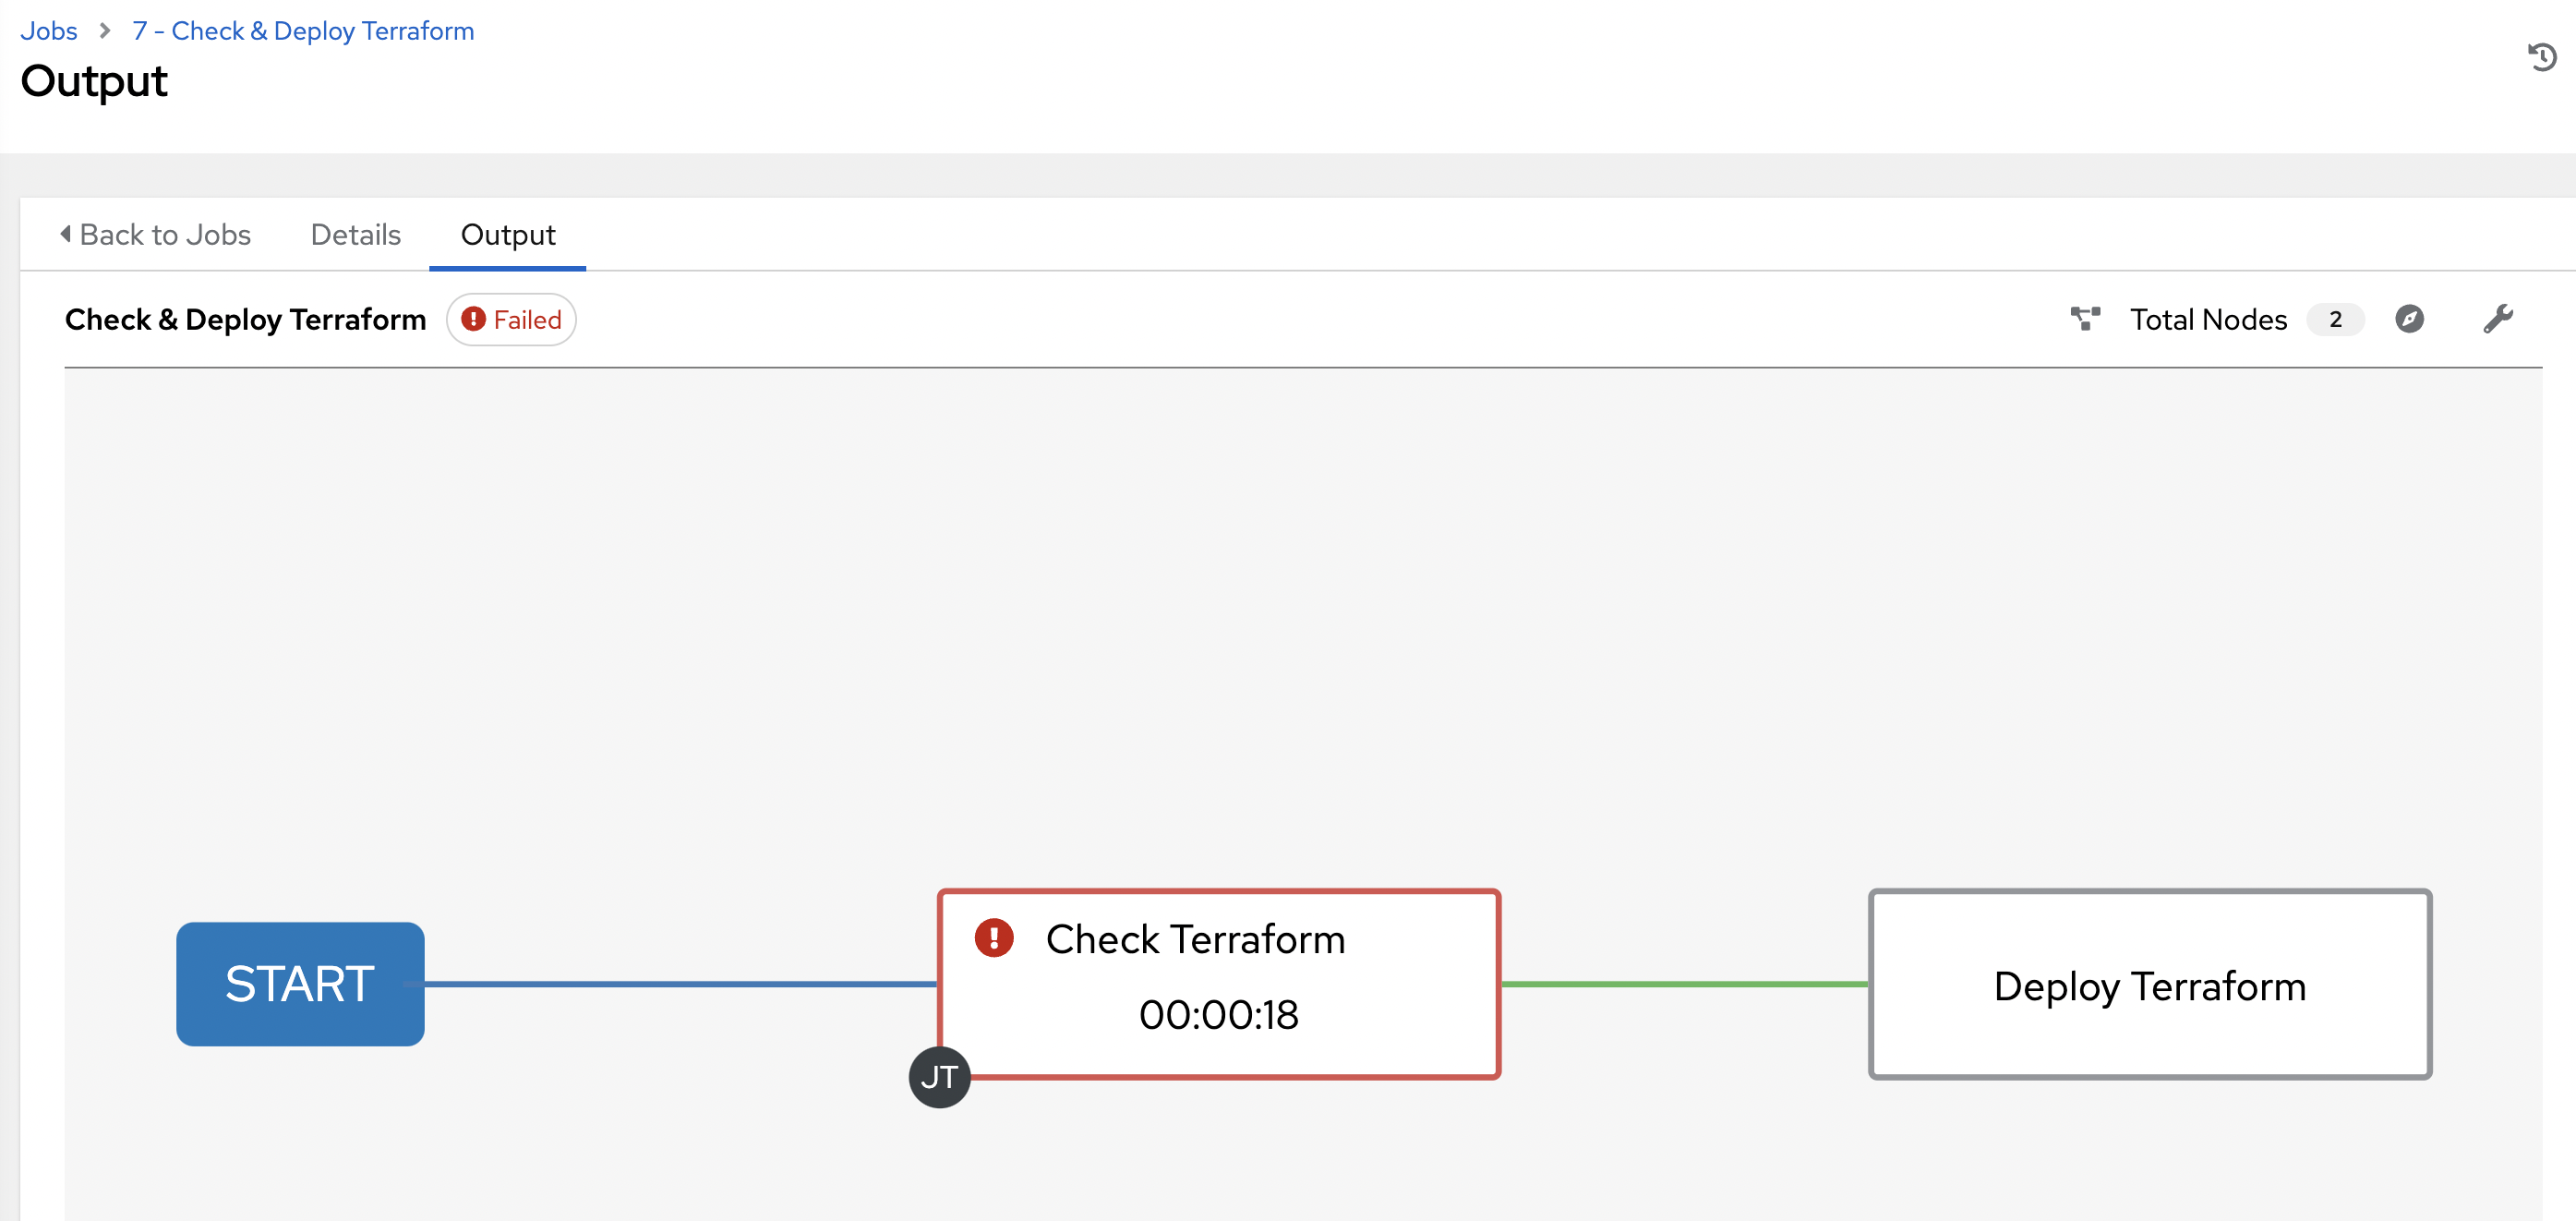 Jobs > 7 - Check & Deploy Terraform
Output
Back to Jobs Details Output
Check & Deploy Terraform Failed Total Nodes 2
START
Check Terraform
00:00:18
JT
Deploy Terraform